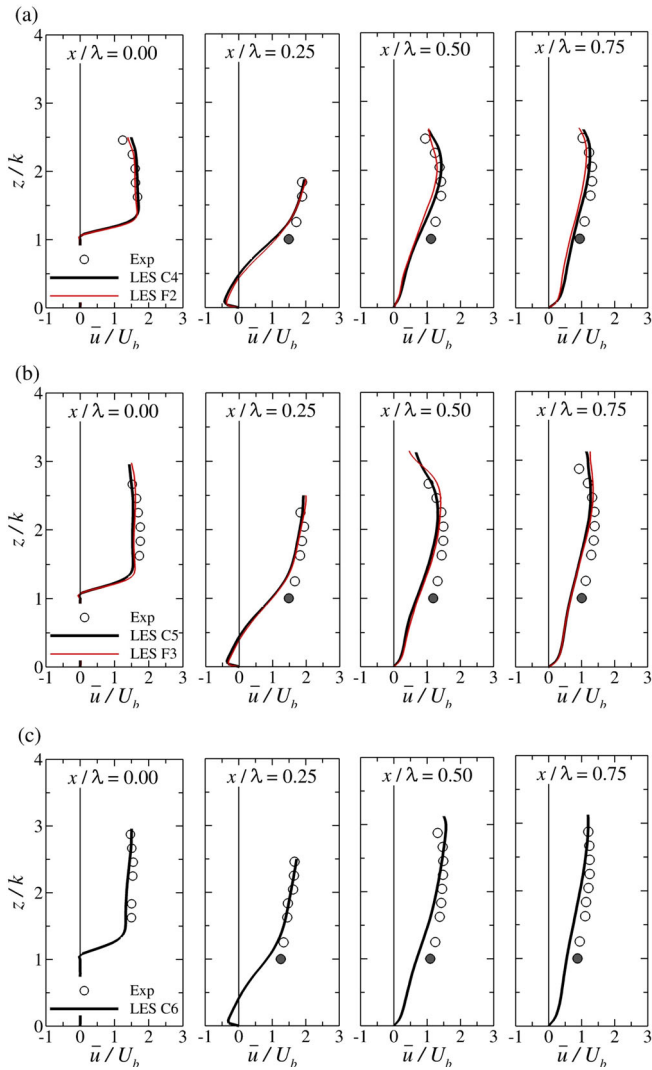 (a)
x / λ = 0.00
x / λ = 0.25
x / λ = 0.50
x / λ = 0.75
4
3
2
1
0
z / k
Exp
LES C4
LES F2
-1 0 1 2 3
-1 0 1 2 3
-1 0 1 2 3
-1 0 1 2 3
u̅ / U_b
u̅ / U_b
u̅ / U_b
u̅ / U_b
(b)
x / λ = 0.00
x / λ = 0.25
x / λ = 0.50
x / λ = 0.75
4
3
2
1
0
z / k
Exp
LES C5
LES F3
-1 0 1 2 3
-1 0 1 2 3
-1 0 1 2 3
-1 0 1 2 3
u̅ / U_b
u̅ / U_b
u̅ / U_b
u̅ / U_b
(c)
x / λ = 0.00
x / λ = 0.25
x / λ = 0.50
x / λ = 0.75
4
3
2
1
0
z / k
Exp
LES C6
-1 0 1 2 3
-1 0 1 2 3
-1 0 1 2 3
-1 0 1 2 3
u̅ / U_b
u̅ / U_b
u̅ / U_b
u̅ / U_b